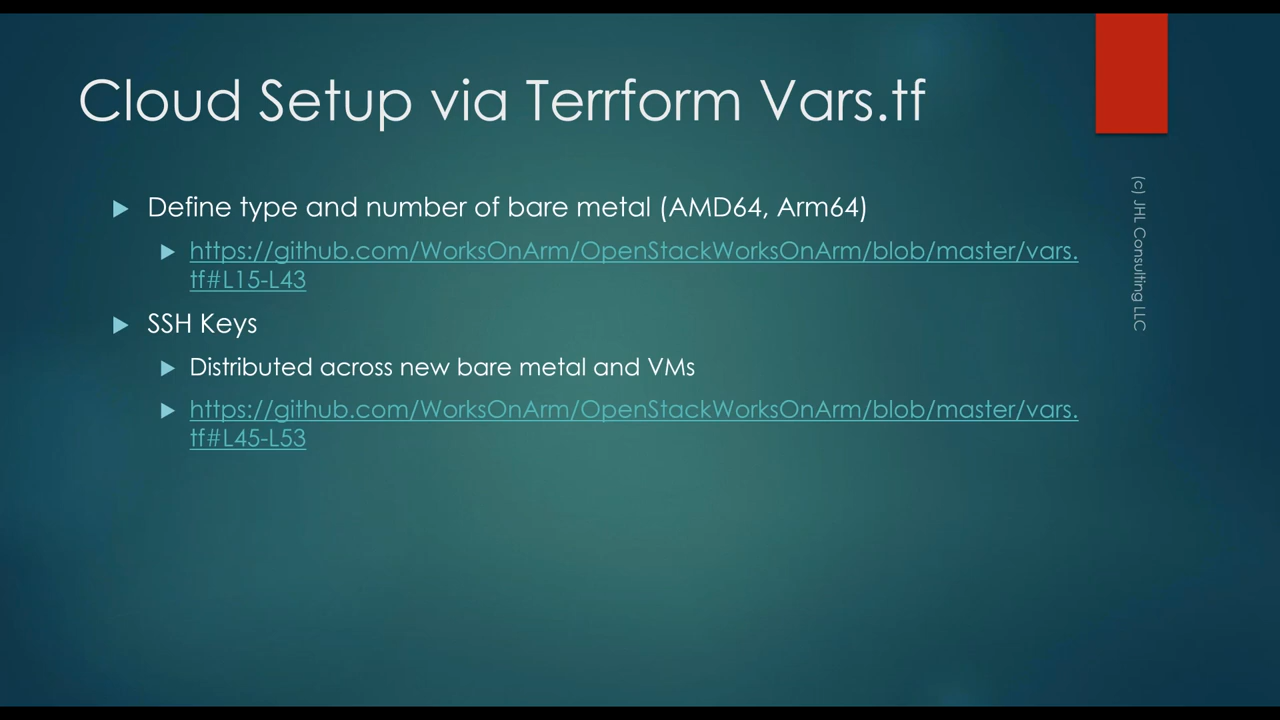 Cloud Setup via Terrform Vars.tf
Define type and number of bare metal (AMD64, Arm64)
https://github.com/WorksOnArm/OpenStackWorksOnArm/blob/master/vars.
tf#L15-L43
SSH Keys
Distributed across new bare metal and VMs
https://github.com/WorksOnArm/OpenStackWorksOnArm/blob/master/vars.
tf#L45-L53
(c) JHL Consulting LLC